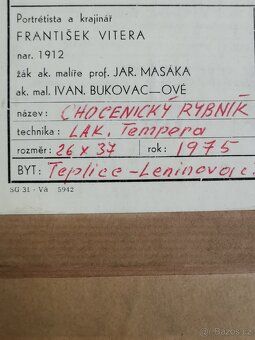 Portrétista a krajinář
FRANTIŠEK VITERA
nar. 1912
žák ak. malíře prof. JAR. MASÁKA
ak. mal. IVAN. BUKOVAC—OVÉ
název: CHOCENICKÝ RYBNÍK
technika: LAK, Tempera
rozměr: 26 x 37 rok: 1975
BYT: Teplice-Leninova
SG 31 - Vá 5942